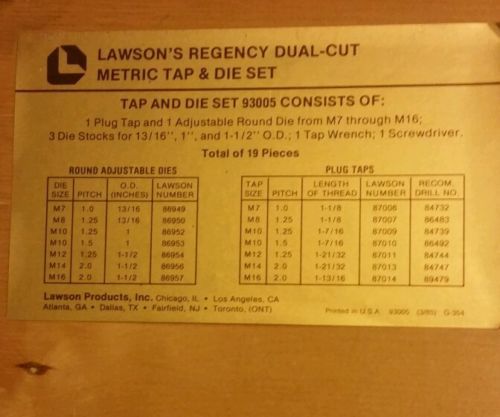 LAWSON'S REGENCY DUAL-CUT
METRIC TAP & DIE SET
TAP AND DIE SET 93005 CONSISTS OF:
1 Plug Tap and 1 Adjustable Round Die from M7 through M16;
3 Die Stocks for 13/16", 1", and 1-1/2" O.D.; 1 Tap Wrench; 1 Screwdriver.
Total of 19 Pieces
ROUND ADJUSTABLE DIES
DIE SIZE PITCH O.D. (INCHES) LAWSON NUMBER
M7 1.0 13/16 86949
M8 1.25 13/16 86950
M10 1.25 1 86952
M10 1.5 1 86953
M12 1.25 1-1/2 86954
M14 2.0 1-1/2 86956
M16 2.0 1-1/2 86957
PLUG TAPS
TAP SIZE PITCH LENGTH OF THREAD LAWSON NUMBER RECOM. DRILL NO.
M7 1.0 1-1/8 87006 84732
M8 1.25 1-1/8 87007 86483
M10 1.25 1-7/16 87009 84739
M10 1.5 1-7/16 87010 86492
M12 1.25 1-21/32 87011 84744
M14 2.0 1-21/32 87013 84747
M16 2.0 1-13/16 87014 89479
Lawson Products, Inc. Chicago, IL • Los Angeles, CA
Atlanta, GA • Dallas, TX • Fairfield, NJ • Toronto, (ONT)
Printed in U.S.A. 93005 (3/85) G-354